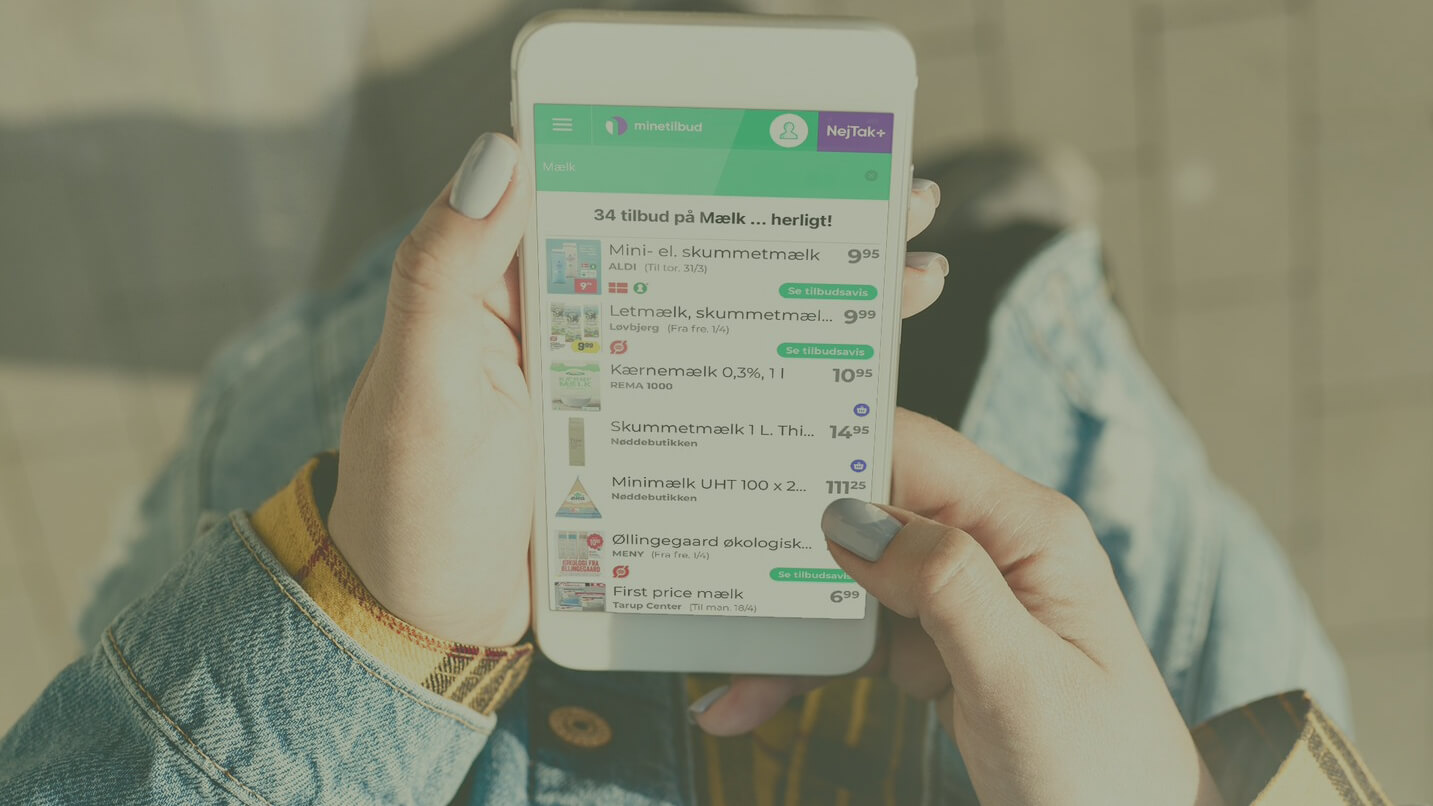 minetilbud
NejTak+
Mælk
34 tilbud på Mælk ... herligt!
Mini- el. skummetmælk 9 95
ALDI (Til tor. 31/3)
Se tilbudsavis
Letmælk, skummetmæl... 9 99
Løvbjerg (Fra fre. 1/4)
9 99
Se tilbudsavis
Kærnemælk 0,3%, 1 l 10 95
REMA 1000
Skummetmælk 1 L. Thi... 14 95
Nøddebutikken
Minimælk UHT 100 x 2... 111 25
Nøddebutikken
Øllingegaard økologisk...
MENY (Fra fre. 1/4)
Se tilbudsavis
First price mælk 6 99
Tarup Center (Til man. 18/4)